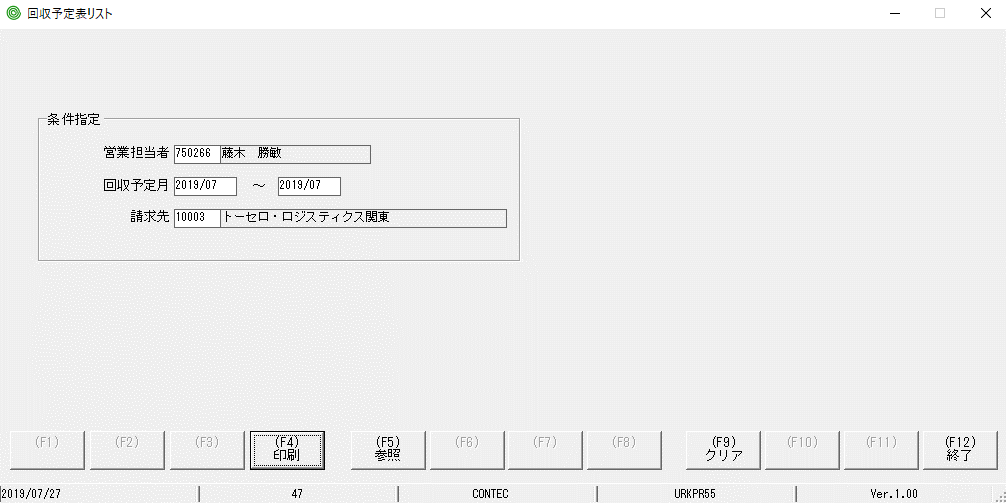 回収予定表リスト
条件指定
営業担当者 750266 藤木　勝敏
回収予定月 2019/07 ～ 2019/07
請求先 10003 トーセロ・ロジスティクス関東
(F1) (F2) (F3) (F4) (F5) (F6) (F7) (F8) (F9) (F10) (F11) (F12)
印刷 参照 クリア 終了
2019/07/27 47 CONTEC URKPR55 Ver.1.00